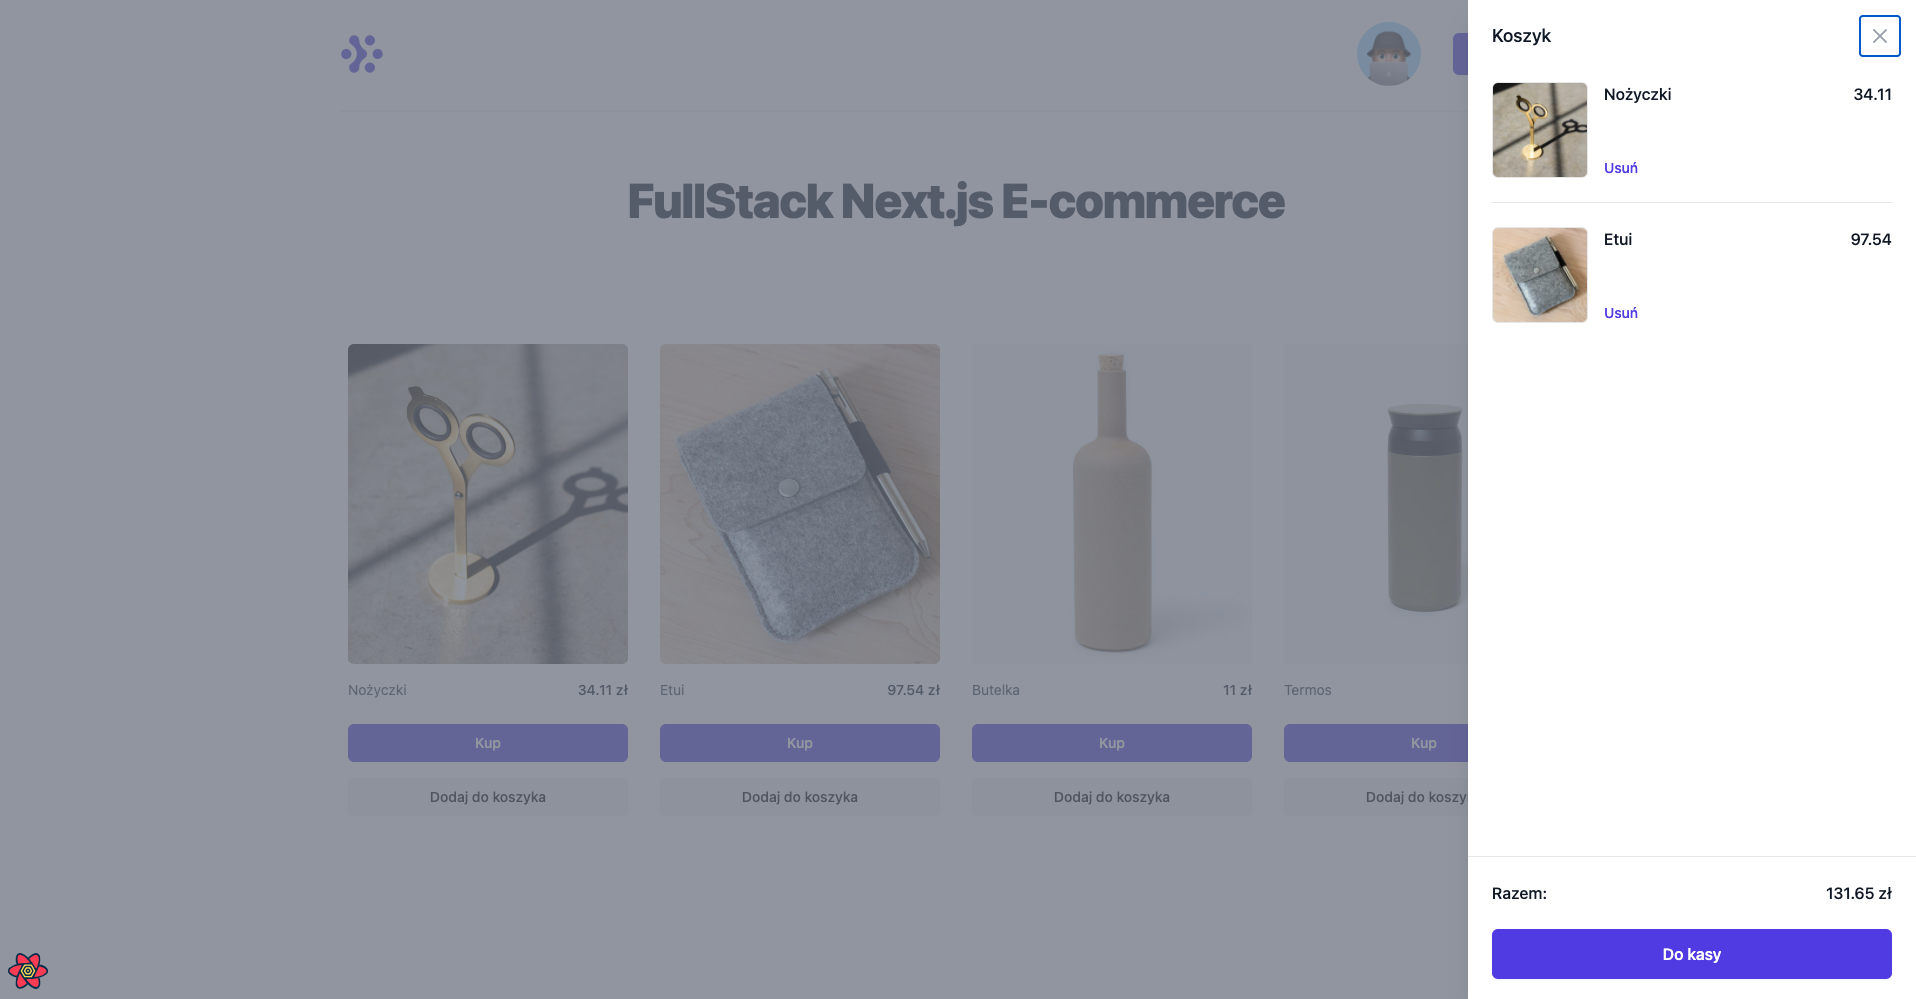 FullStack Next.js E-commerce
Nożyczki 34.11 zł
Kup
Dodaj do koszyka
Etui 97.54 zł
Kup
Dodaj do koszyka
Butelka 11 zł
Kup
Dodaj do koszyka
Termos
Kup
Dodaj do koszy
Koszyk
Nożyczki 34.11
Usuń
Etui 97.54
Usuń
Razem: 131.65 zł
Do kasy